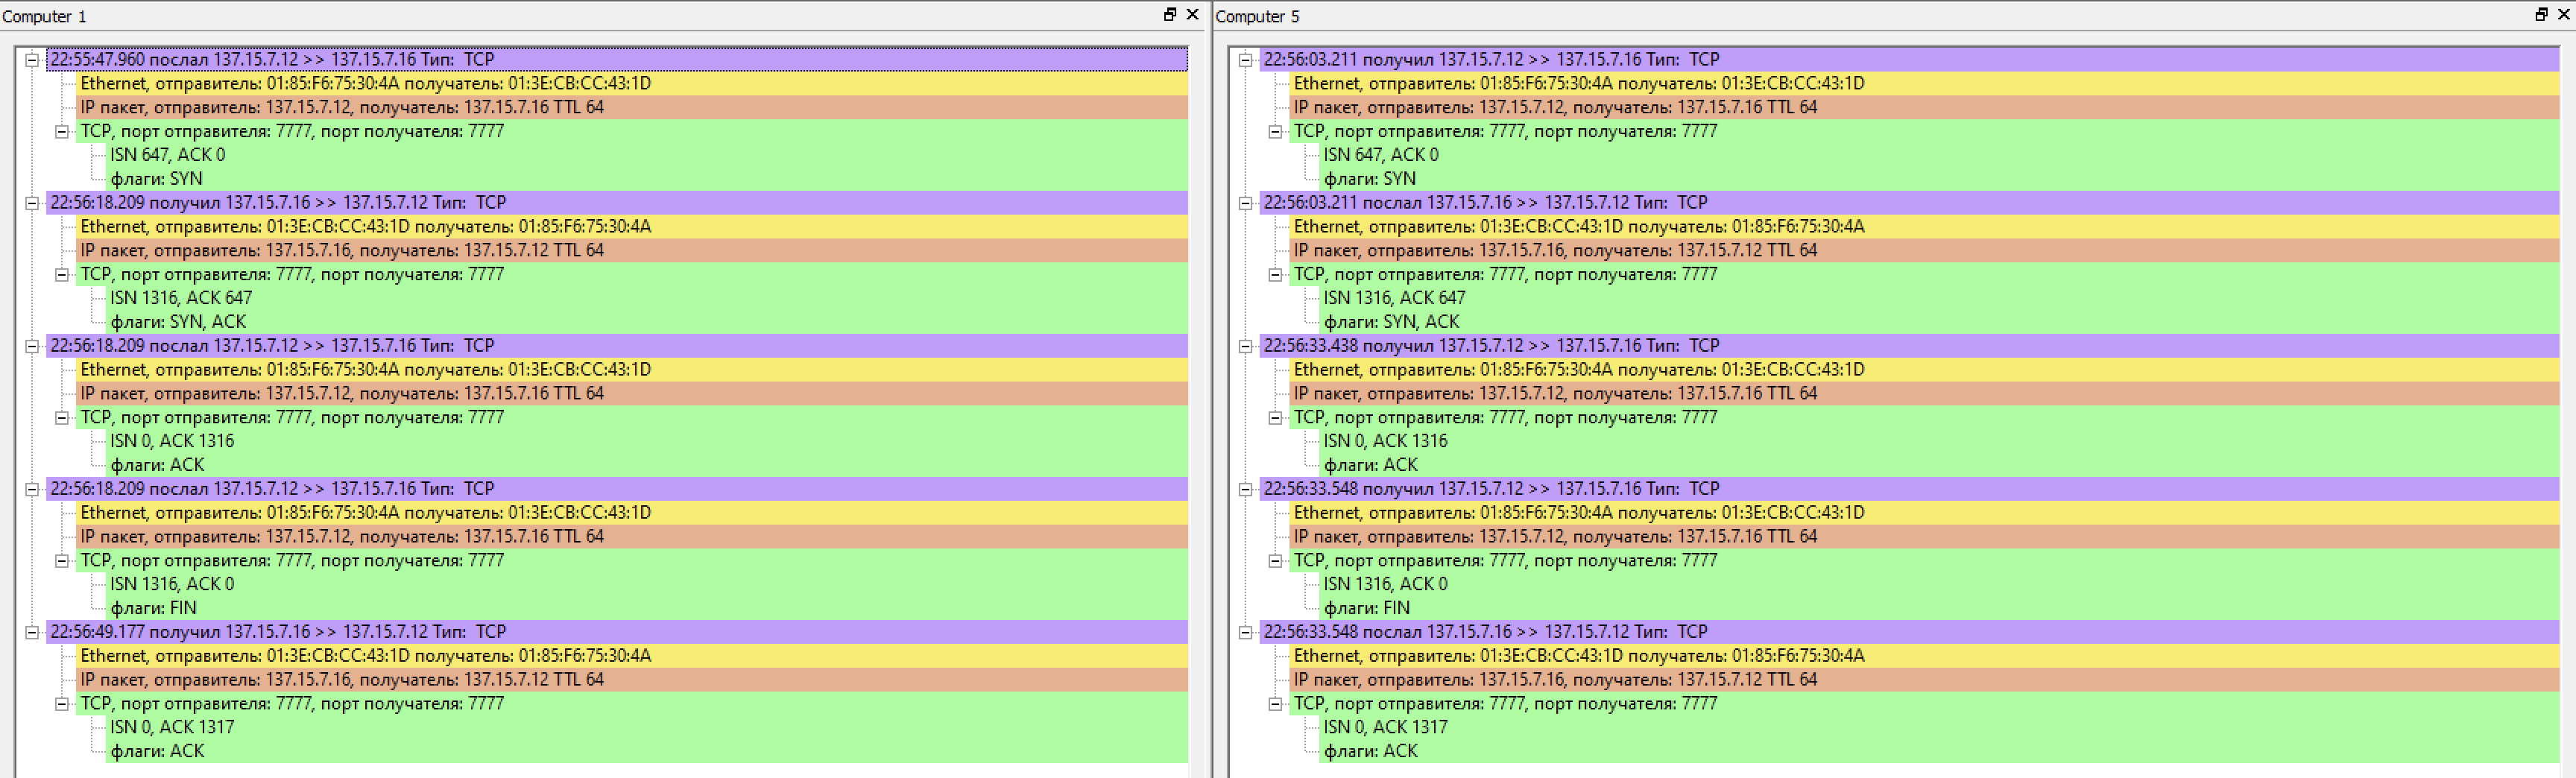 Computer 1
22:55:47.960 послал 137.15.7.12 >> 137.15.7.16 Тип: TCP
Ethernet, отправитель: 01:85:F6:75:30:4A получатель: 01:3E:CB:CC:43:1D
IP пакет, отправитель: 137.15.7.12, получатель: 137.15.7.16 TTL 64
TCP, порт отправителя: 7777, порт получателя: 7777
ISN 647, ACK 0
флаги: SYN
22:56:18.209 получил 137.15.7.16 >> 137.15.7.12 Тип: TCP
Ethernet, отправитель: 01:3E:CB:CC:43:1D получатель: 01:85:F6:75:30:4A
IP пакет, отправитель: 137.15.7.16, получатель: 137.15.7.12 TTL 64
TCP, порт отправителя: 7777, порт получателя: 7777
ISN 1316, ACK 647
флаги: SYN, ACK
22:56:18.209 послал 137.15.7.12 >> 137.15.7.16 Тип: TCP
Ethernet, отправитель: 01:85:F6:75:30:4A получатель: 01:3E:CB:CC:43:1D
IP пакет, отправитель: 137.15.7.12, получатель: 137.15.7.16 TTL 64
TCP, порт отправителя: 7777, порт получателя: 7777
ISN 0, ACK 1316
флаги: ACK
22:56:18.209 послал 137.15.7.12 >> 137.15.7.16 Тип: TCP
Ethernet, отправитель: 01:85:F6:75:30:4A получатель: 01:3E:CB:CC:43:1D
IP пакет, отправитель: 137.15.7.12, получатель: 137.15.7.16 TTL 64
TCP, порт отправителя: 7777, порт получателя: 7777
ISN 1316, ACK 0
флаги: FIN
22:56:49.177 получил 137.15.7.16 >> 137.15.7.12 Тип: TCP
Ethernet, отправитель: 01:3E:CB:CC:43:1D получатель: 01:85:F6:75:30:4A
IP пакет, отправитель: 137.15.7.16, получатель: 137.15.7.12 TTL 64
TCP, порт отправителя: 7777, порт получателя: 7777
ISN 0, ACK 1317
флаги: ACK
Computer 5
22:56:03.211 получил 137.15.7.12 >> 137.15.7.16 Тип: TCP
Ethernet, отправитель: 01:85:F6:75:30:4A получатель: 01:3E:CB:CC:43:1D
IP пакет, отправитель: 137.15.7.12, получатель: 137.15.7.16 TTL 64
TCP, порт отправителя: 7777, порт получателя: 7777
ISN 647, ACK 0
флаги: SYN
22:56:03.211 послал 137.15.7.16 >> 137.15.7.12 Тип: TCP
Ethernet, отправитель: 01:3E:CB:CC:43:1D получатель: 01:85:F6:75:30:4A
IP пакет, отправитель: 137.15.7.16, получатель: 137.15.7.12 TTL 64
TCP, порт отправителя: 7777, порт получателя: 7777
ISN 1316, ACK 647
флаги: SYN, ACK
22:56:33.438 получил 137.15.7.12 >> 137.15.7.16 Тип: TCP
Ethernet, отправитель: 01:85:F6:75:30:4A получатель: 01:3E:CB:CC:43:1D
IP пакет, отправитель: 137.15.7.12, получатель: 137.15.7.16 TTL 64
TCP, порт отправителя: 7777, порт получателя: 7777
ISN 0, ACK 1316
флаги: ACK
22:56:33.548 получил 137.15.7.12 >> 137.15.7.16 Тип: TCP
Ethernet, отправитель: 01:85:F6:75:30:4A получатель: 01:3E:CB:CC:43:1D
IP пакет, отправитель: 137.15.7.12, получатель: 137.15.7.16 TTL 64
TCP, порт отправителя: 7777, порт получателя: 7777
ISN 1316, ACK 0
флаги: FIN
22:56:33.548 послал 137.15.7.16 >> 137.15.7.12 Тип: TCP
Ethernet, отправитель: 01:3E:CB:CC:43:1D получатель: 01:85:F6:75:30:4A
IP пакет, отправитель: 137.15.7.16, получатель: 137.15.7.12 TTL 64
TCP, порт отправителя: 7777, порт получателя: 7777
ISN 0, ACK 1317
флаги: ACK